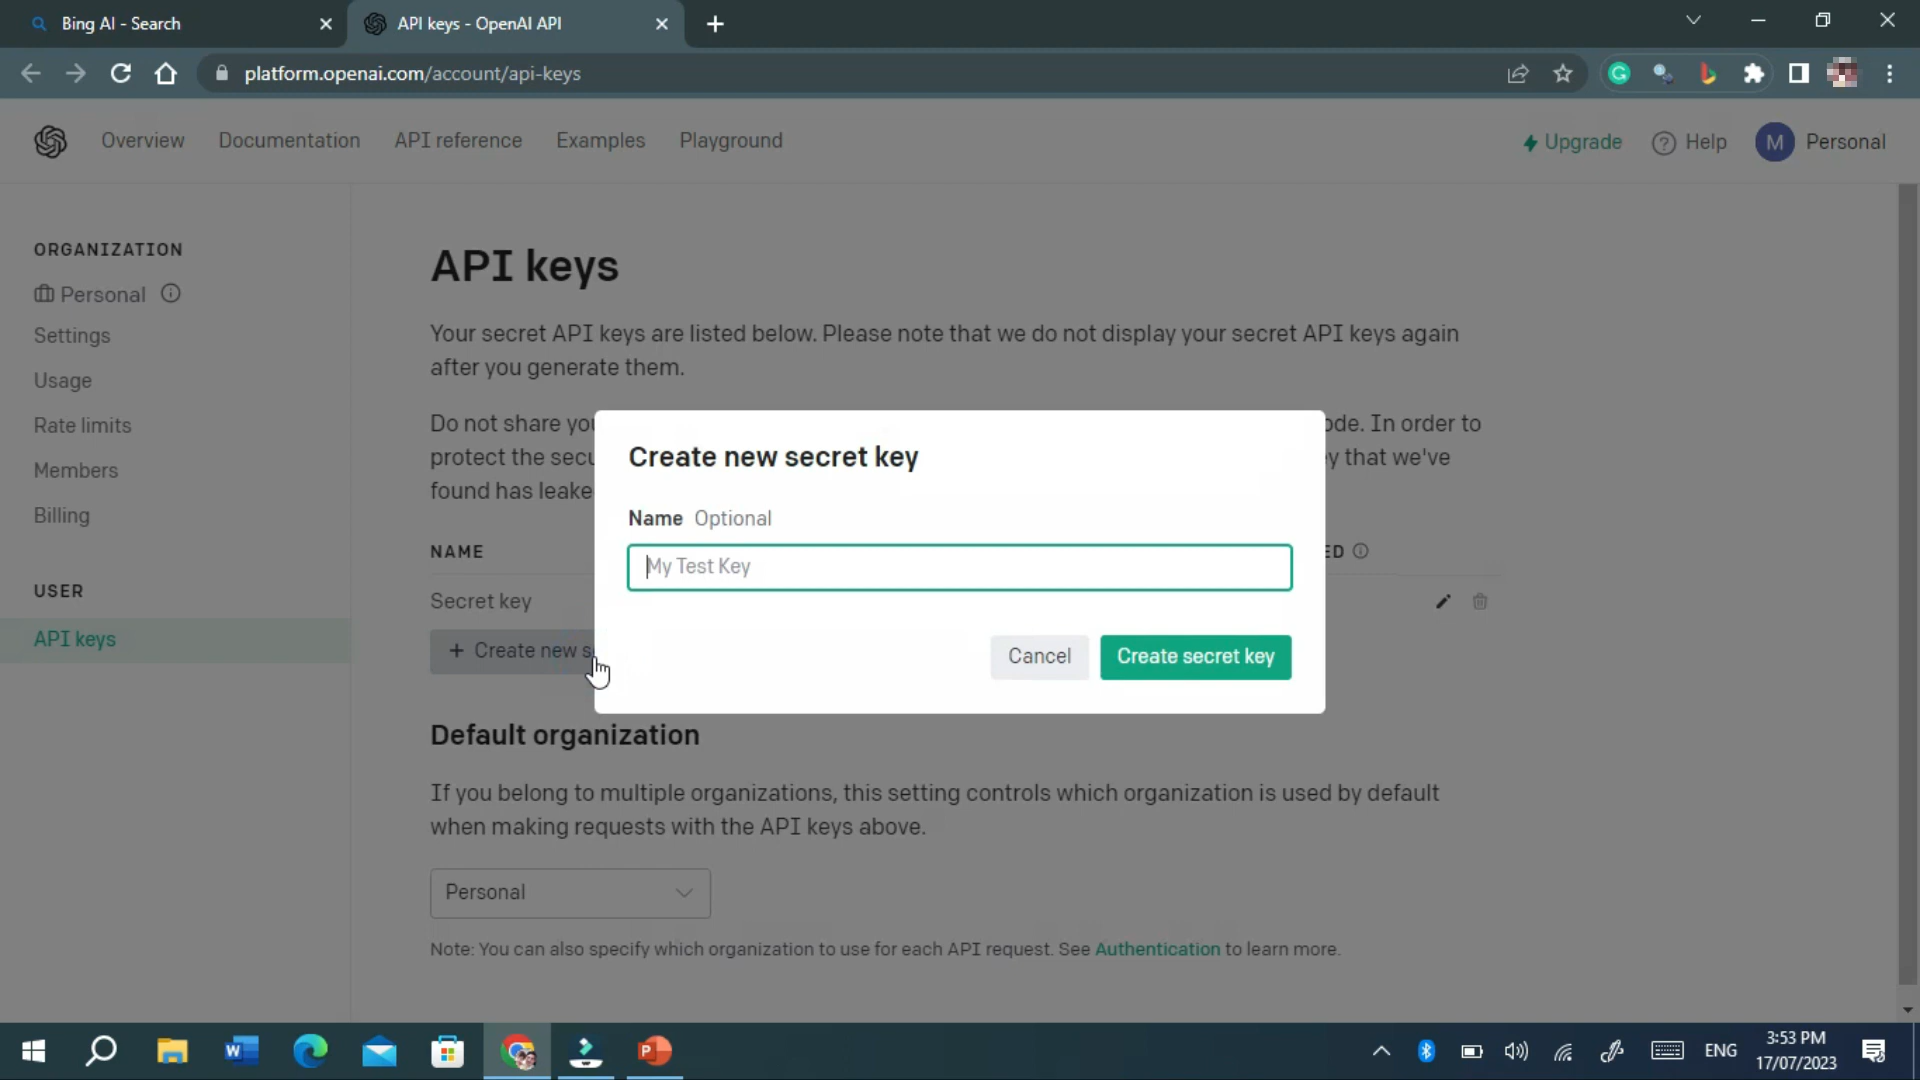 Bing AI - Search
API keys - OpenAI API
platform.openai.com/account/api-keys
Overview
Documentation
API reference
Examples
Playground
Upgrade
Help
M
Personal
ORGANIZATION
Personal
Settings
Usage
Rate limits
Members
Billing
USER
API keys
API keys
Your secret API keys are listed below. Please note that we do not display your secret API keys again
after you generate them.
Do not share you
ode. In order to
protect the secu
y that we've
found has leake
NAME
ED
Secret key
+ Create new s
Create new secret key
Name Optional
My Test Key
Cancel
Create secret key
Default organization
If you belong to multiple organizations, this setting controls which organization is used by default
when making requests with the API keys above.
Personal
Note: You can also specify which organization to use for each API request. See Authentication to learn more.
ENG
3:53 PM
17/07/2023